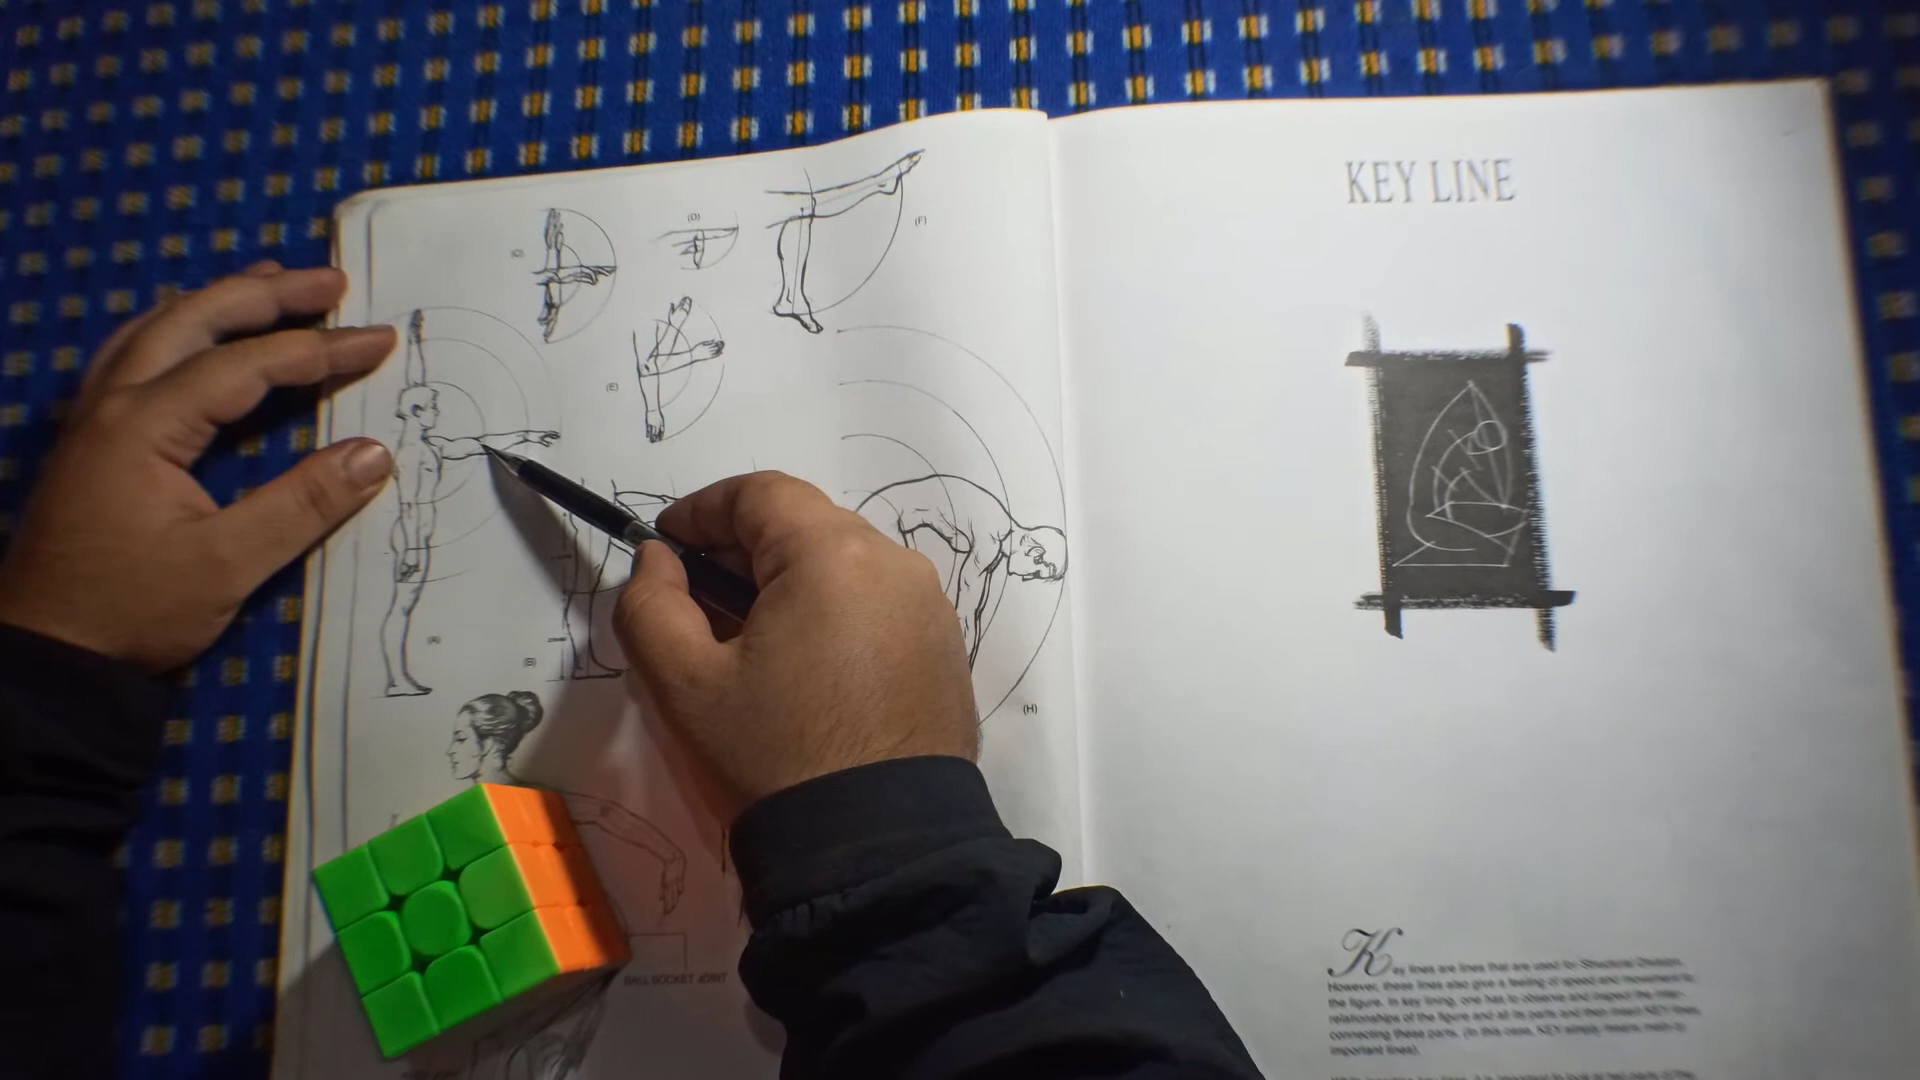 (C)
(D)
(F)
(E)
(A)
(B)
(H)
BALL SOCKET JOINT
KEY LINE
Key lines are lines that are used for Structural Division.
However, these lines also give a feeling of speed and movement to
the figure. In key lining, one has to observe and inspect the inter-
relationships of the figure and all its parts and then insert KEY lines
connecting these parts. (In this case, KEY simply means main or
important lines).